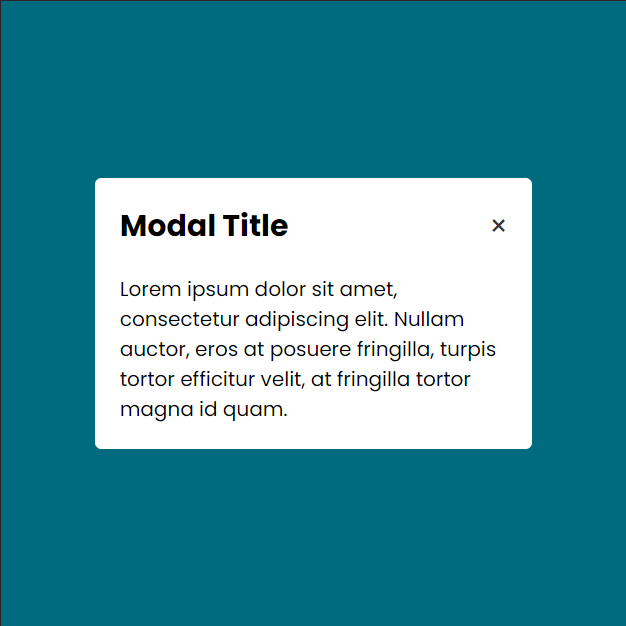 Modal Title ×
Lorem ipsum dolor sit amet,
consectetur adipiscing elit. Nullam
auctor, eros at posuere fringilla, turpis
tortor efficitur velit, at fringilla tortor
magna id quam.